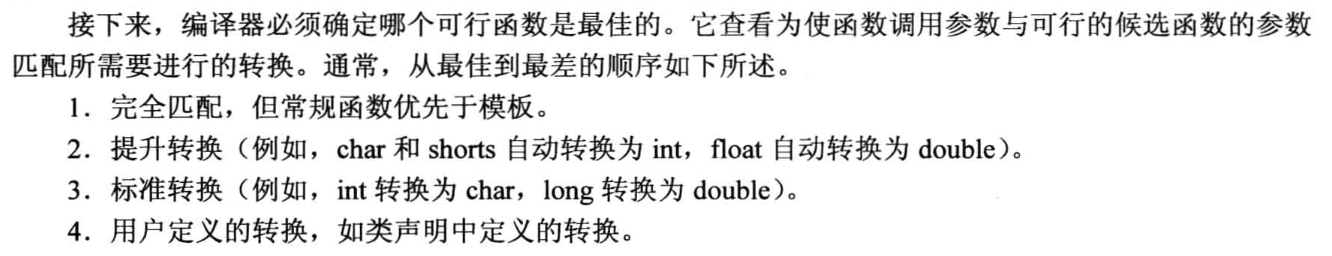 接下来，编译器必须确定哪个可行函数是最佳的。它查看为使函数调用参数与可行的候选函数的参数
匹配所需要进行的转换。通常，从最佳到最差的顺序如下所述。
1．完全匹配，但常规函数优先于模板。
2．提升转换（例如，char 和 shorts 自动转换为 int，float 自动转换为 double）。
3．标准转换（例如，int 转换为 char，long 转换为 double）。
4．用户定义的转换，如类声明中定义的转换。